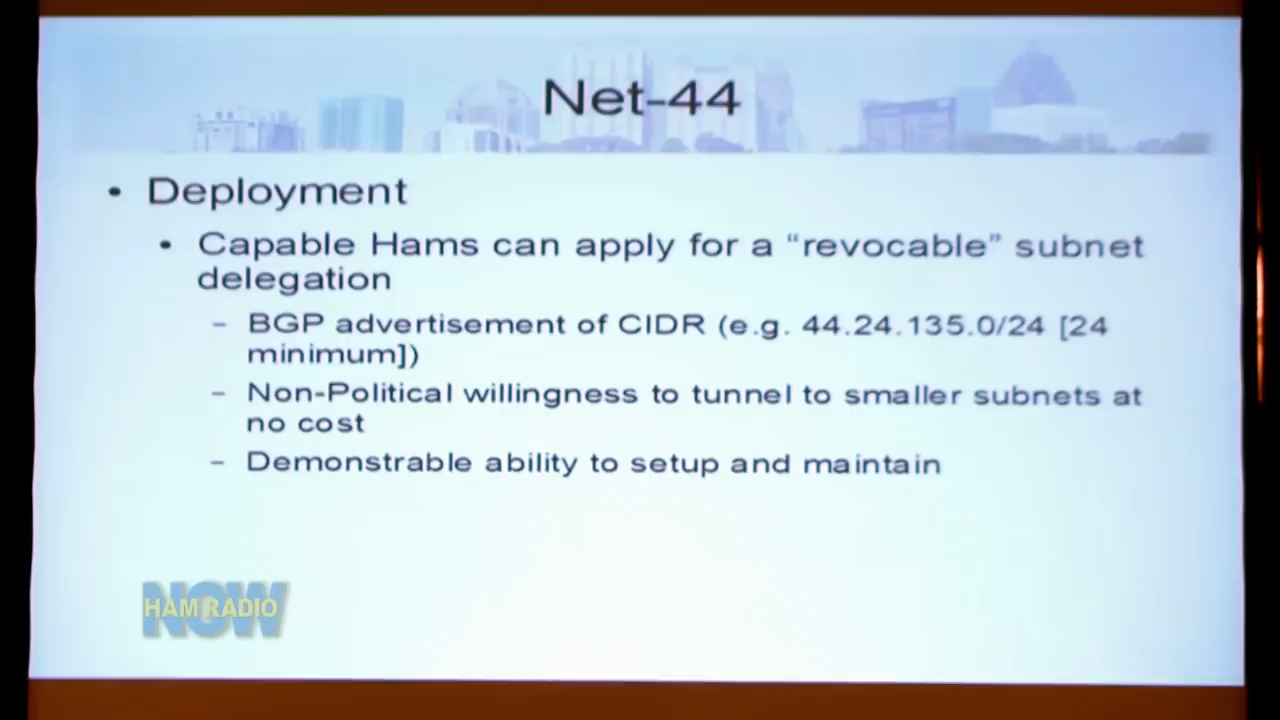 Net-44
• Deployment
• Capable Hams can apply for a “revocable” subnet
delegation
– BGP advertisement of CIDR (e.g. 44.24.135.0/24 [24
minimum])
– Non-Political willingness to tunnel to smaller subnets at
no cost
– Demonstrable ability to setup and maintain
NOW
HAM RADIO